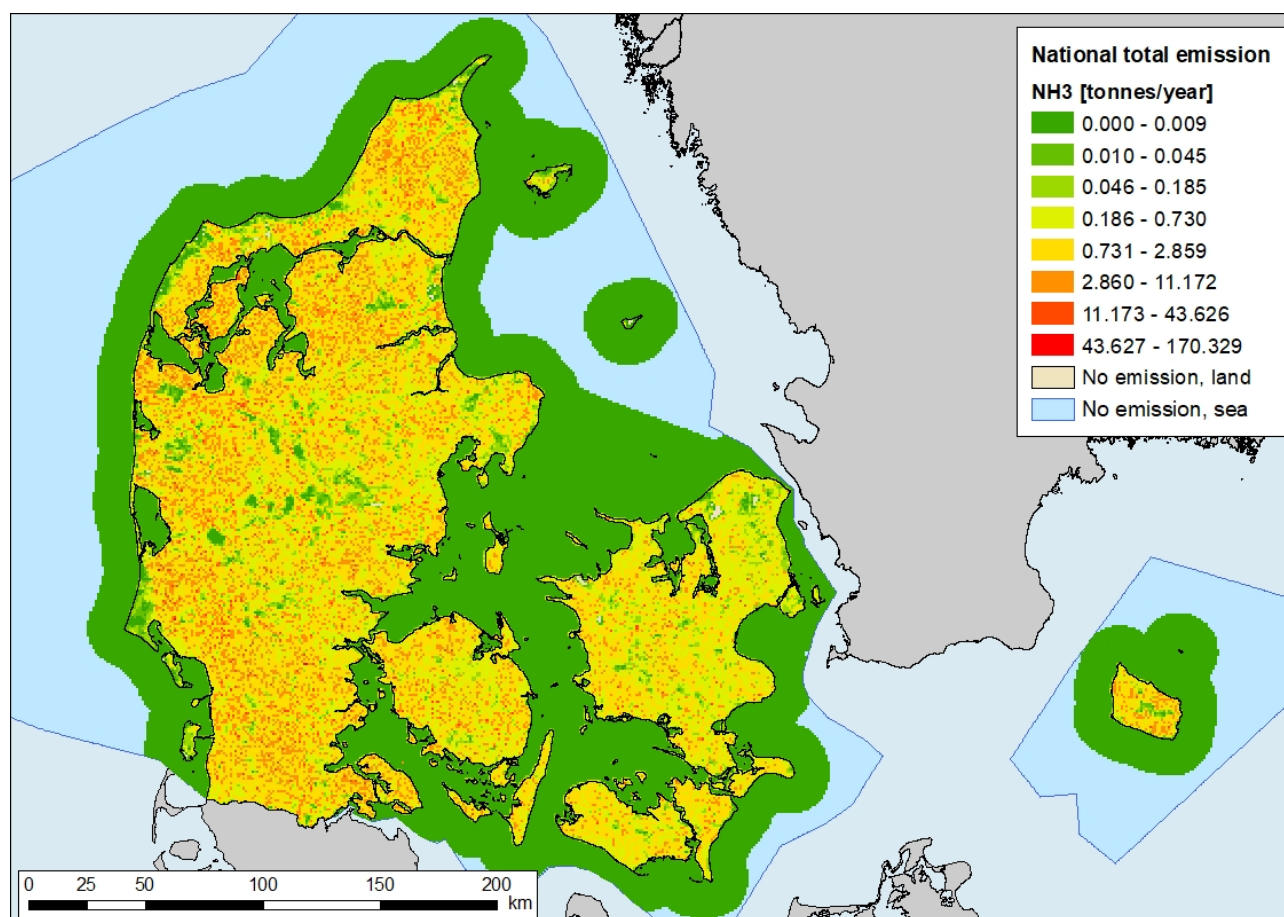 National total emission
NH3 [tonnes/year]
0.000 - 0.009
0.010 - 0.045
0.046 - 0.185
0.186 - 0.730
0.731 - 2.859
2.860 - 11.172
11.173 - 43.626
43.627 - 170.329
No emission, land
No emission, sea
0 25 50 100 150 200
km